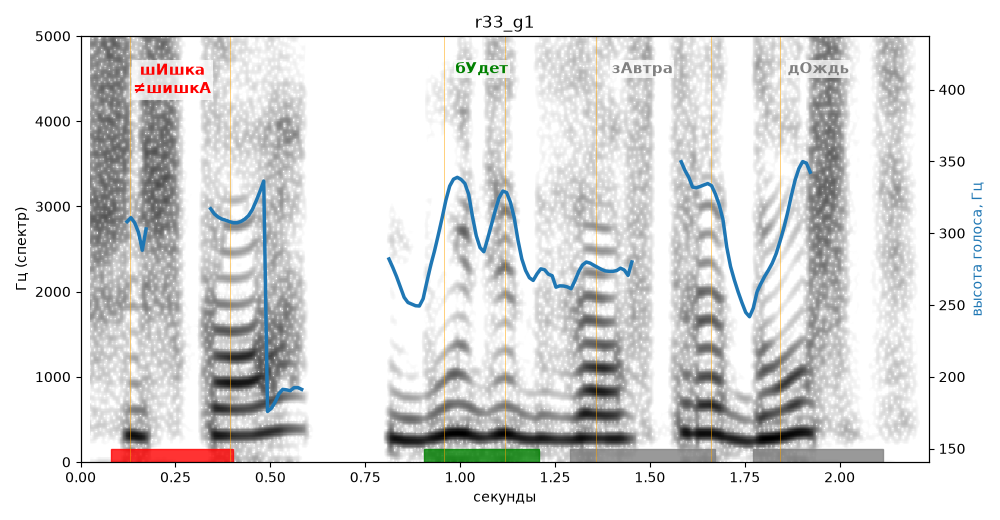 r33_g1
5000
4000
3000
2000
1000
0
Гц (спектр)
шИшка
≠шишкА
бУдет
зАвтра
дОждь
400
350
300
250
200
150
высота голоса, Гц
0.00
0.25
0.50
0.75
1.00
1.25
1.50
1.75
2.00
секунды